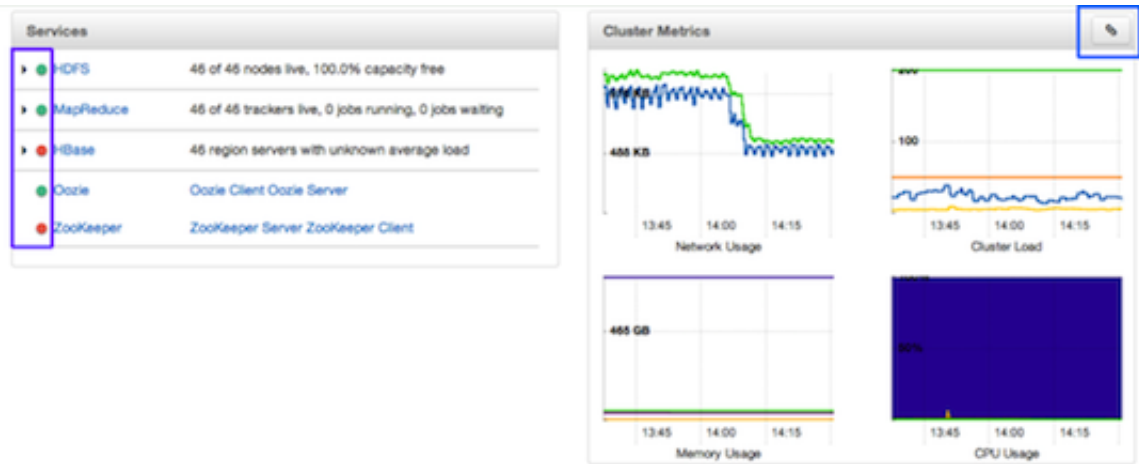 Services
HDFS 46 of 46 nodes live, 100.0% capacity free
MapReduce 46 of 46 trackers live, 0 jobs running, 0 jobs waiting
HBase 46 region servers with unknown average load
Oozie Oozie Client Oozie Server
ZooKeeper ZooKeeper Server ZooKeeper Client
Cluster Metrics
488 KB
13:45 14:00 14:15
Network Usage
200
100
13:45 14:00 14:15
Cluster Load
465 GB
13:45 14:00 14:15
Memory Usage
100%
50%
13:45 14:00 14:15
CPU Usage